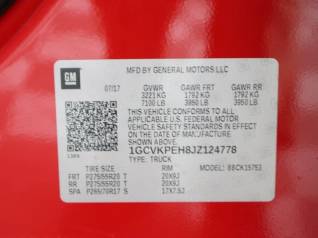 GM
MFD BY GENERAL MOTORS LLC
07/17 GVWR GAWR FRT GAWR RR
3221 KG 1792 KG 1792 KG
7100 LB 3950 LB 3950 LB
THIS VEHICLE CONFORMS TO ALL
APPLICABLE U.S. FEDERAL MOTOR
VEHICLE SAFETY STANDARDS IN
EFFECT ON THE DATE OF MANUFACTURE
SHOWN ABOVE.
1GCVKPEH8JZ124778
TYPE: TRUCK
TIRE SIZE RIM
FRT P275/55R20 T 20X9J
RR P275/55R20 T 20X9J
SPA P265/70R17 S 17X7.5J